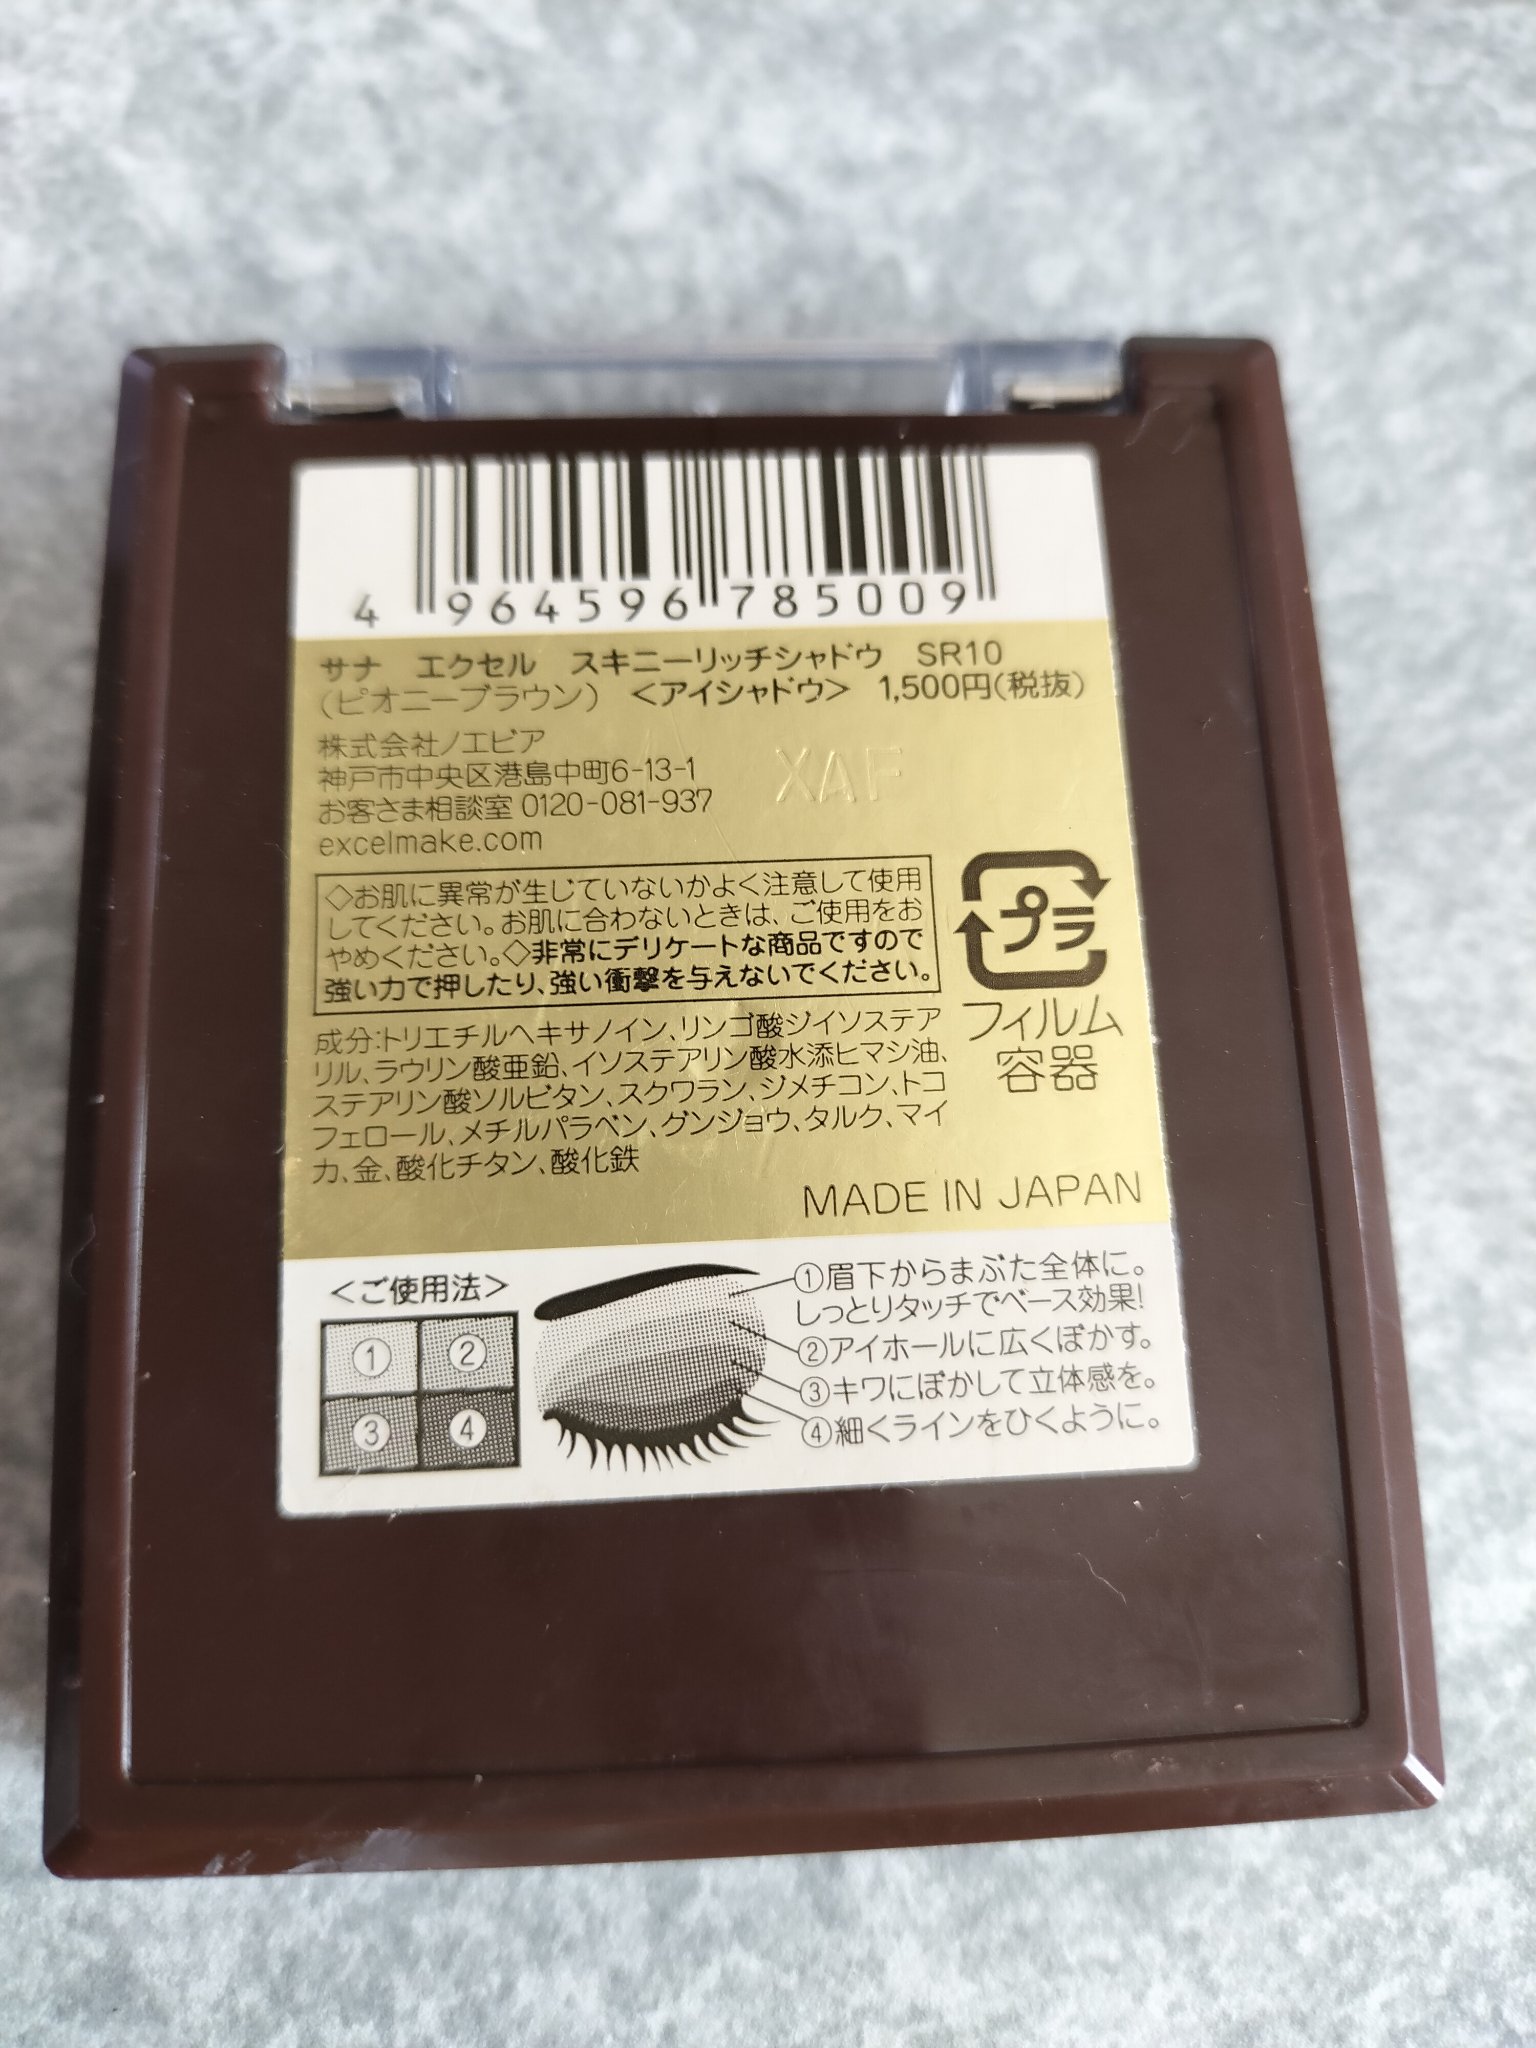 4 964596 785009
サナ エクセル スキニーリッチシャドウ SR10
(ピオニーブラウン) <アイシャドウ> 1,500円(税抜)
株式会社ノエビア
神戸市中央区港島中町6-13-1
お客さま相談室 0120-081-937
excelmake.com
XAF
◇お肌に異常が生じていないかよく注意して使用
してください。お肌に合わないときは、ご使用をお
やめください。◇非常にデリケートな商品ですので
強い力で押したり、強い衝撃を与えないでください。
プラ
フィルム
容器
成分:トリエチルヘキサノイン、リンゴ酸ジイソステア
リル、ラウリン酸亜鉛、イソステアリン酸水添ヒマシ油、
ステアリン酸ソルビタン、スクワラン、ジメチコン、トコ
フェロール、メチルパラベン、グンジョウ、タルク、マイ
カ、金、酸化チタン、酸化鉄
MADE IN JAPAN
<ご使用法>
① ②
③ ④
①眉下からまぶた全体に。
しっとりタッチでベース効果!
②アイホールに広くぼかす。
③キワにぼかして立体感を。
④細くラインをひくように。